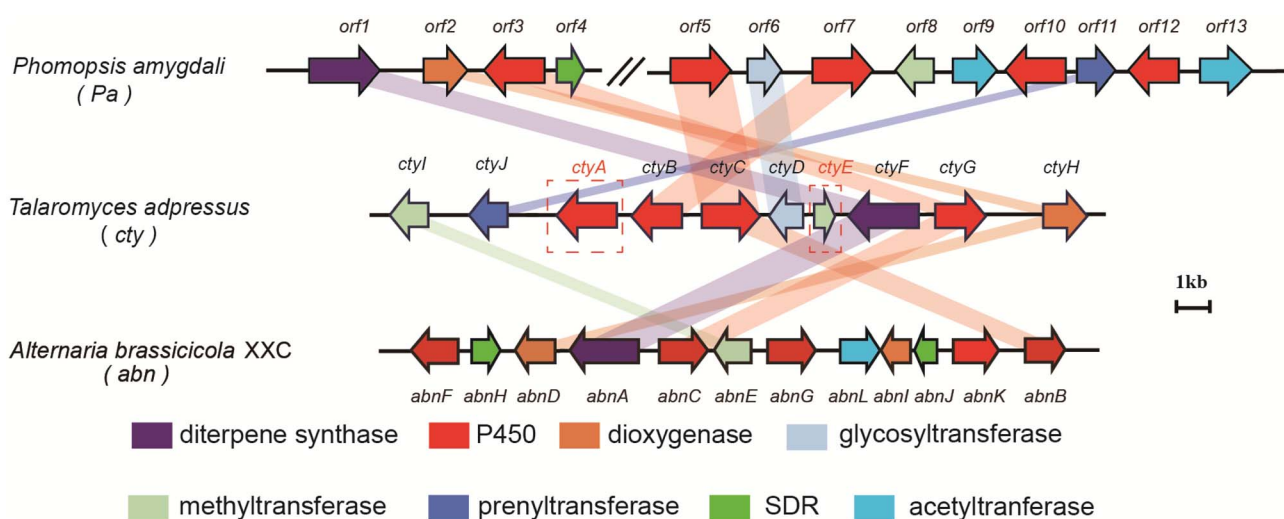 orf1 orf2 orf3 orf4 orf5 orf6 orf7 orf8 orf9 orf10 orf11 orf12 orf13
Phomopsis amygdali
( Pa )
ctyI ctyJ ctyA ctyB ctyC ctyD ctyE ctyF ctyG ctyH
Talaromyces adpressus
( cty )
1kb
Alternaria brassicicola XXC
( abn )
abnF abnH abnD abnA abnC abnE abnG abnL abnI abnJ abnK abnB
diterpene synthase P450 dioxygenase glycosyltransferase
methyltransferase prenyltransferase SDR acetyltranferase